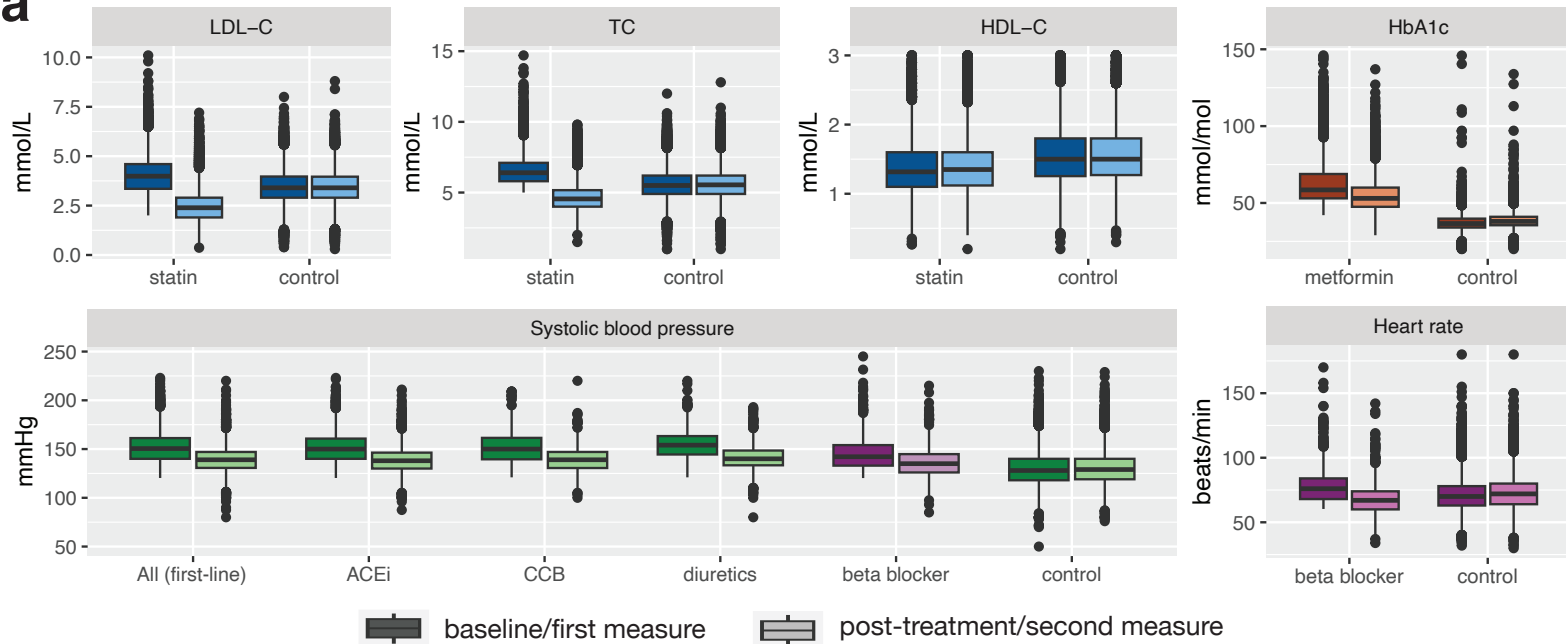 a
LDL−C
TC
HDL−C
HbA1c
mmol/L
10.0
7.5
5.0
2.5
0.0
statin control
mmol/L
15
10
5
statin control
mmol/L
3
2
1
statin control
mmol/mol
150
100
50
metformin control
Systolic blood pressure
mmHg
250
200
150
100
50
All (first-line) ACEi CCB diuretics beta blocker control
Heart rate
beats/min
150
100
50
beta blocker control
baseline/first measure post-treatment/second measure